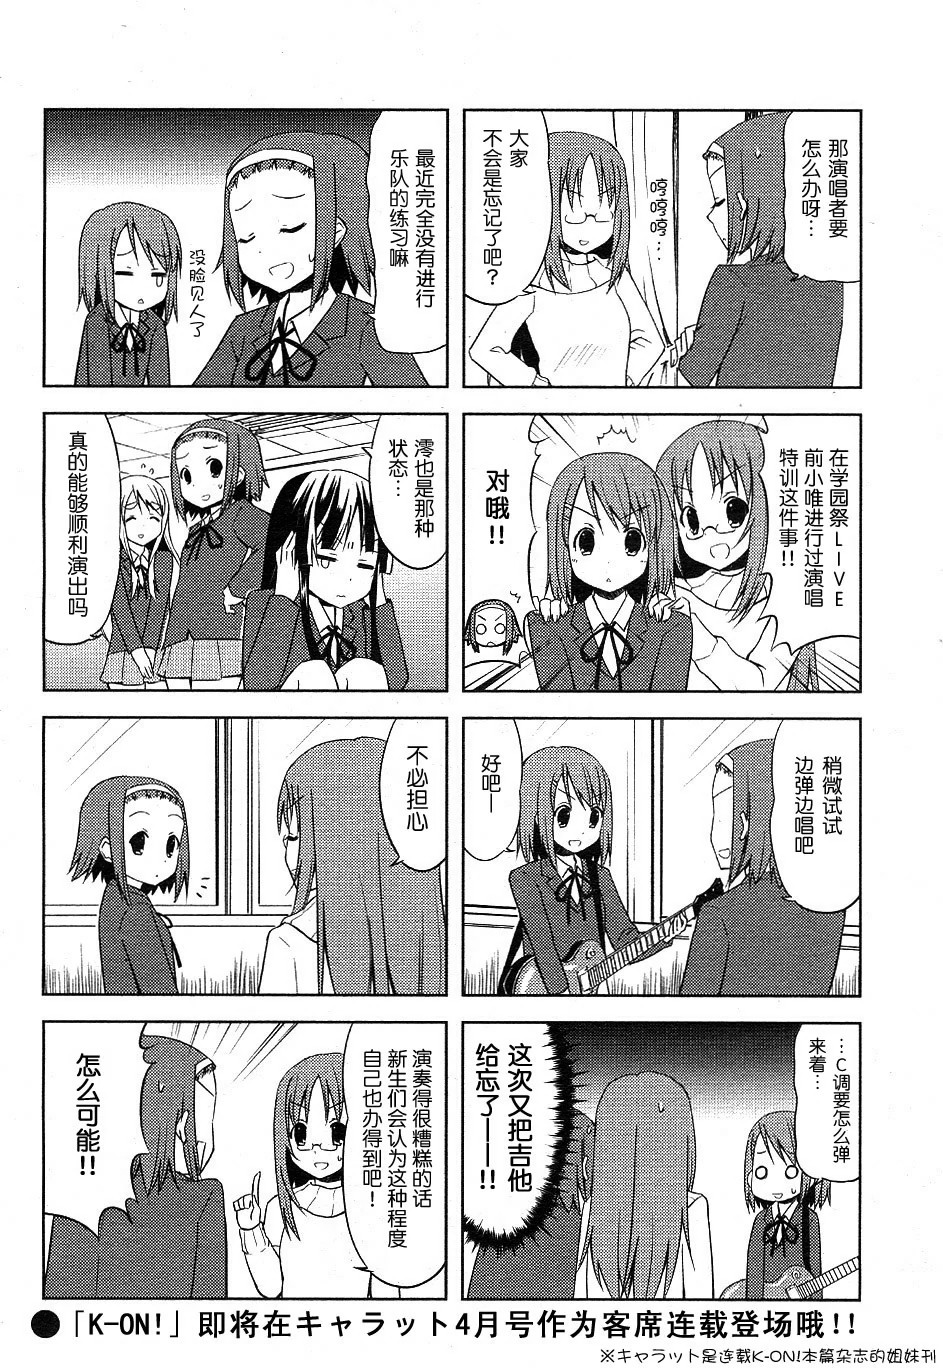 那演唱者要
怎么办呀…
哼哼哼…
大家
不会是忘记了吧？
在学园祭LIVE
前小唯进行过演唱
特训这件事!!
对哦!!
稍微试试
边弹边唱吧
好吧—
…C调要怎么弹
来着…
这次又把吉他
给忘了——!!
最近完全没有进行
乐队的练习嘛
没脸见人了
澪也是那种
状态…
真的能够顺利演出吗
不必担心
演奏得很糟糕的话
新生们会认为这种程度
自己也办得到吧！
怎么可能!!
●「K-ON!」即将在キャラット4月号作为客席连载登场哦!!
※キャラット是连载K-ON!本篇杂志的姐妹刊